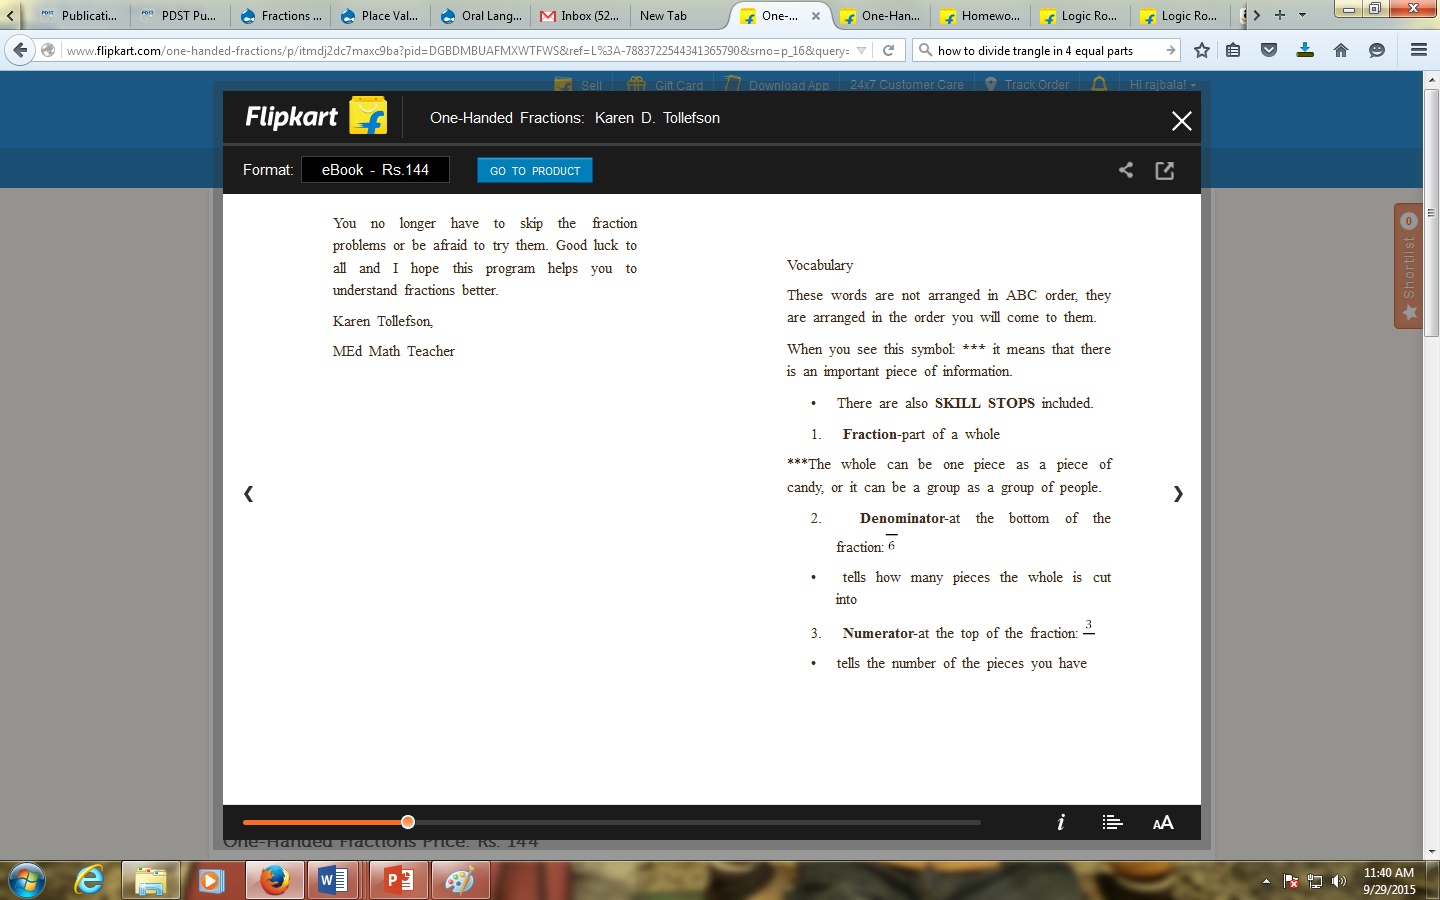 Publicati...
PDST Pu...
Fractions ...
Place Val...
Oral Lang...
Inbox (52...
New Tab
One-...
One-Han...
Homewo...
Logic Ro...
Logic Ro...
www.flipkart.com/one-handed-fractions/p/itmdj2dc7maxc9ba?pid=DGBDMBUAFMXWTFWS&ref=L%3A-7883722544341365790&srno=p_16&query=
how to divide trangle in 4 equal parts
Sell
Gift Card
Download App
24x7 Customer Care
Track Order
Hi rajbala!
Flipkart
One-Handed Fractions: Karen D. Tollefson
Format:
eBook - Rs.144
GO TO PRODUCT
You no longer have to skip the fraction
problems or be afraid to try them. Good luck to
all and I hope this program helps you to
understand fractions better.
Karen Tollefson,
MEd Math Teacher
Vocabulary
These words are not arranged in ABC order, they
are arranged in the order you will come to them.
When you see this symbol: *** it means that there
is an important piece of information.
• There are also SKILL STOPS included.
1. Fraction-part of a whole
***The whole can be one piece as a piece of
candy, or it can be a group as a group of people.
2. Denominator-at the bottom of the
fraction: 6
• tells how many pieces the whole is cut
into
3. Numerator-at the top of the fraction: 3
• tells the number of the pieces you have
0
Shortlist
i
AA
One-Handed Fractions Price: Rs. 144
11:40 AM
9/29/2015